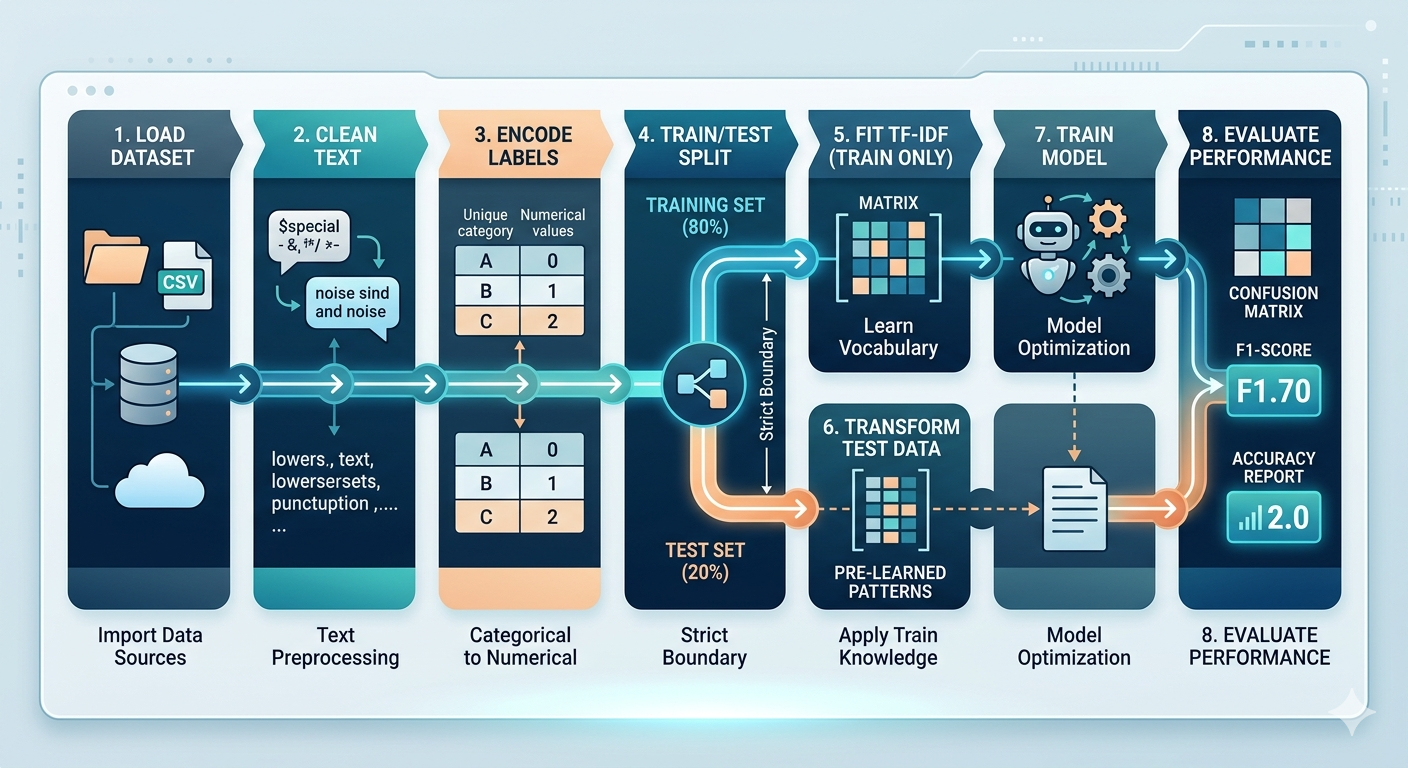 1. LOAD
DATASET
CSV
Import Data
Sources
2. CLEAN
TEXT
$special
noise sind
and noise
lowers., text,
lowersersets,
punctuption ,....
...
Text
Preprocessing
3. ENCODE
LABELS
Unique Numerical
category values
A 0
B 1
C 2
A 0
B 1
C 2
Categorical
to Numerical
4. TRAIN/TEST
SPLIT
TRAINING SET
(80%)
Strict Boundary
TEST SET
(20%)
Strict
Boundary
5. FIT TF-IDF
(TRAIN ONLY)
MATRIX
Learn
Vocabulary
6. TRANSFORM
TEST DATA
PRE-LEARNED
PATTERNS
Apply Train
Knowledge
7. TRAIN
MODEL
Model
Optimization
Model
Optimization
8. EVALUATE
PERFORMANCE
CONFUSION
MATRIX
F1-SCORE
F1.70
ACCURACY
REPORT
2.0
8. EVALUATE
PERFORMANCE